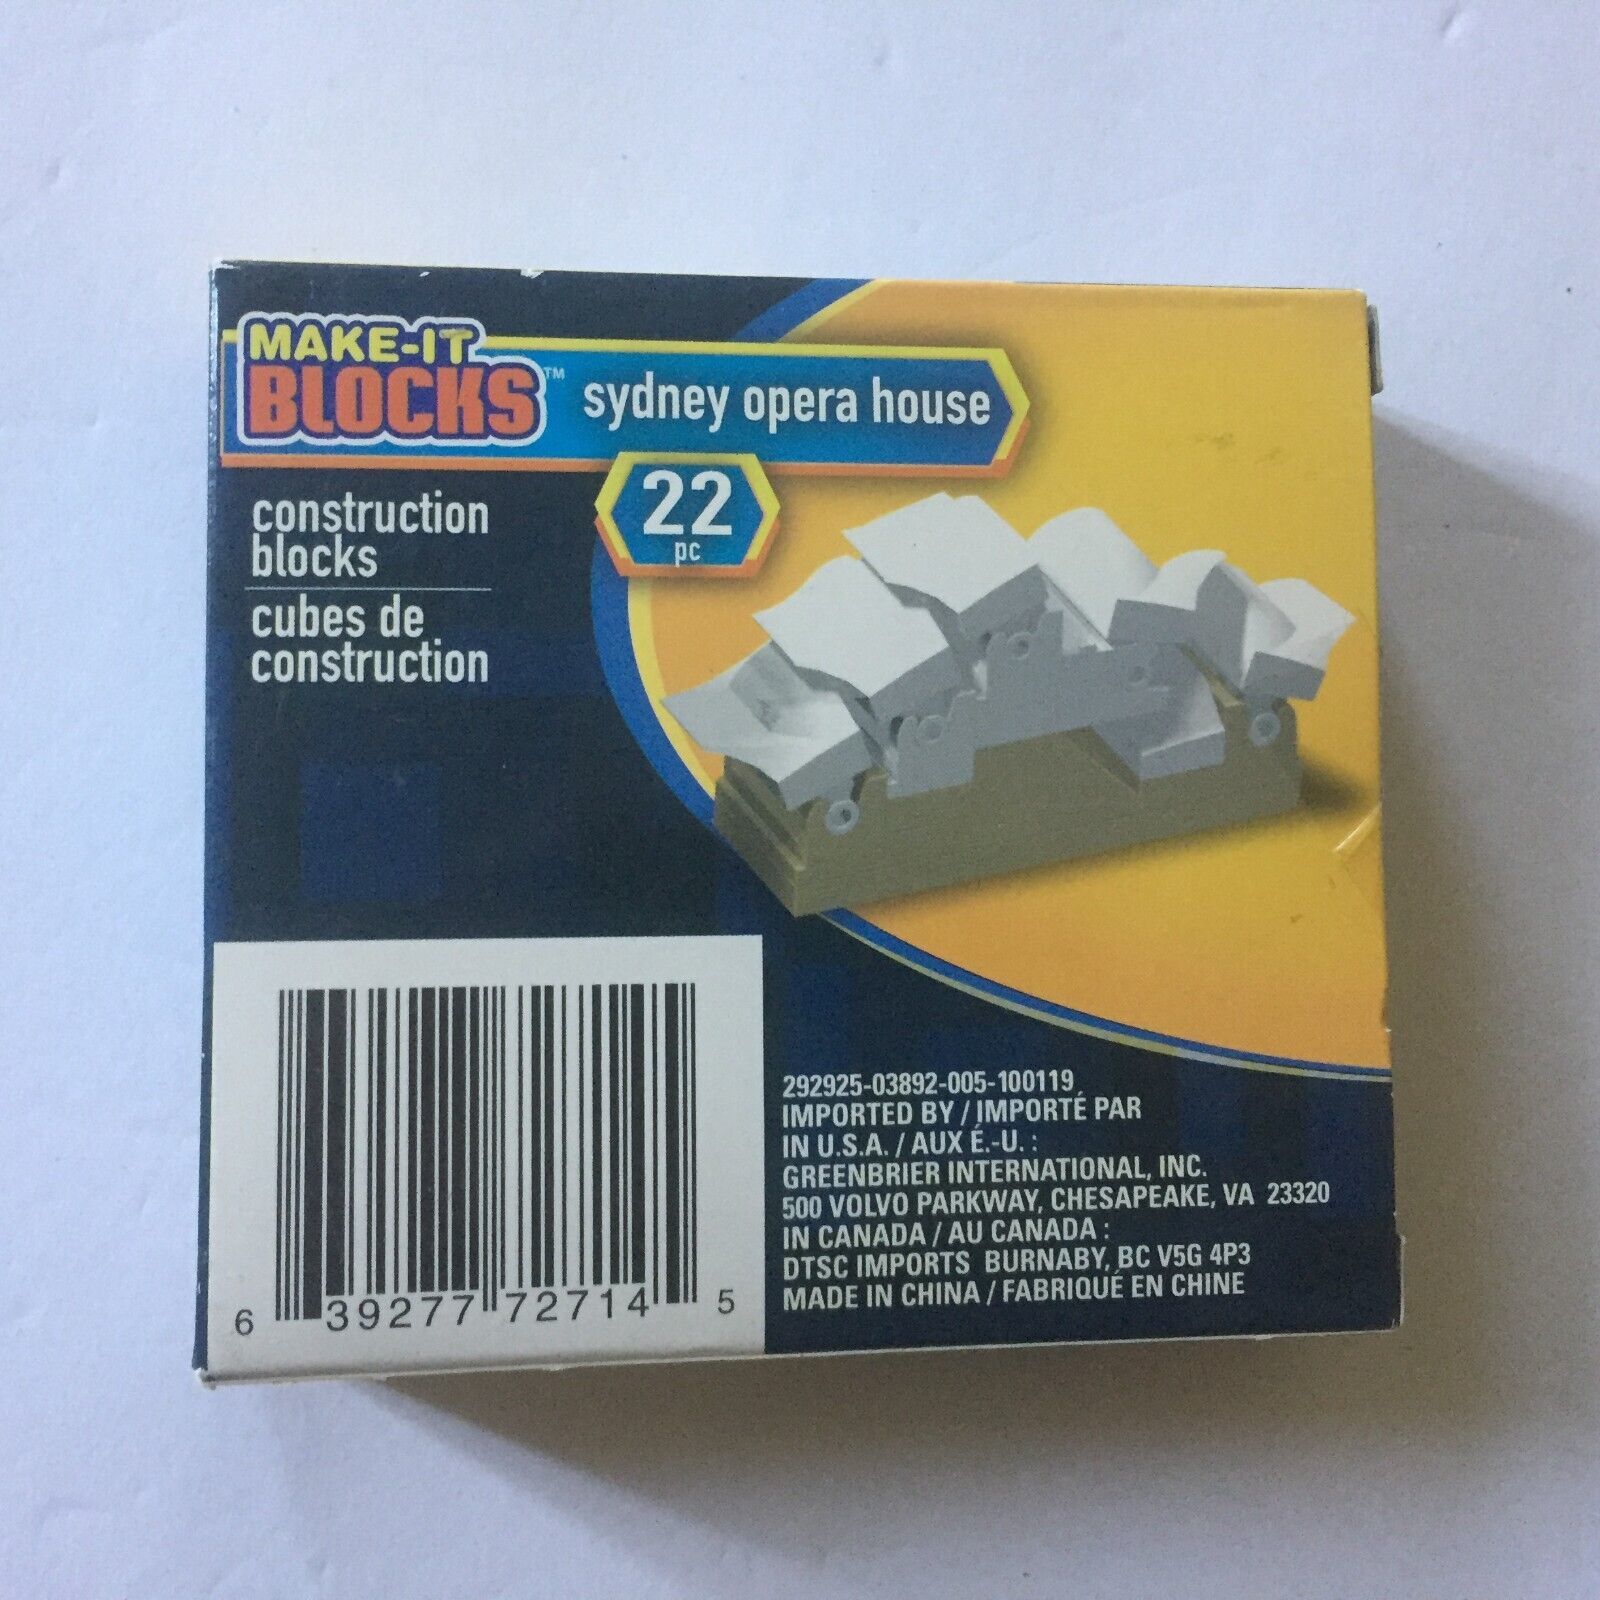 MAKE-IT
BLOCKS™
sydney opera house
22
pc
construction
blocks
cubes de
construction
292925-03892-005-100119
IMPORTED BY / IMPORTÉ PAR
IN U.S.A. / AUX É.-U. :
GREENBRIER INTERNATIONAL, INC.
500 VOLVO PARKWAY, CHESAPEAKE, VA 23320
IN CANADA / AU CANADA :
DTSC IMPORTS BURNABY, BC V5G 4P3
MADE IN CHINA / FABRIQUÉ EN CHINE
6 39277 72714 5